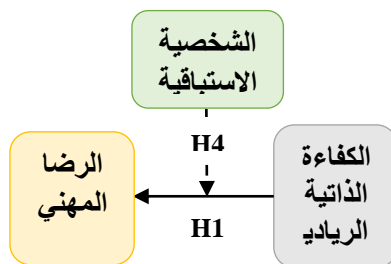 الشخصية
الاستباقية
H4
الكفاءة
الذاتية
الريادي
الرضا
المهني
H1